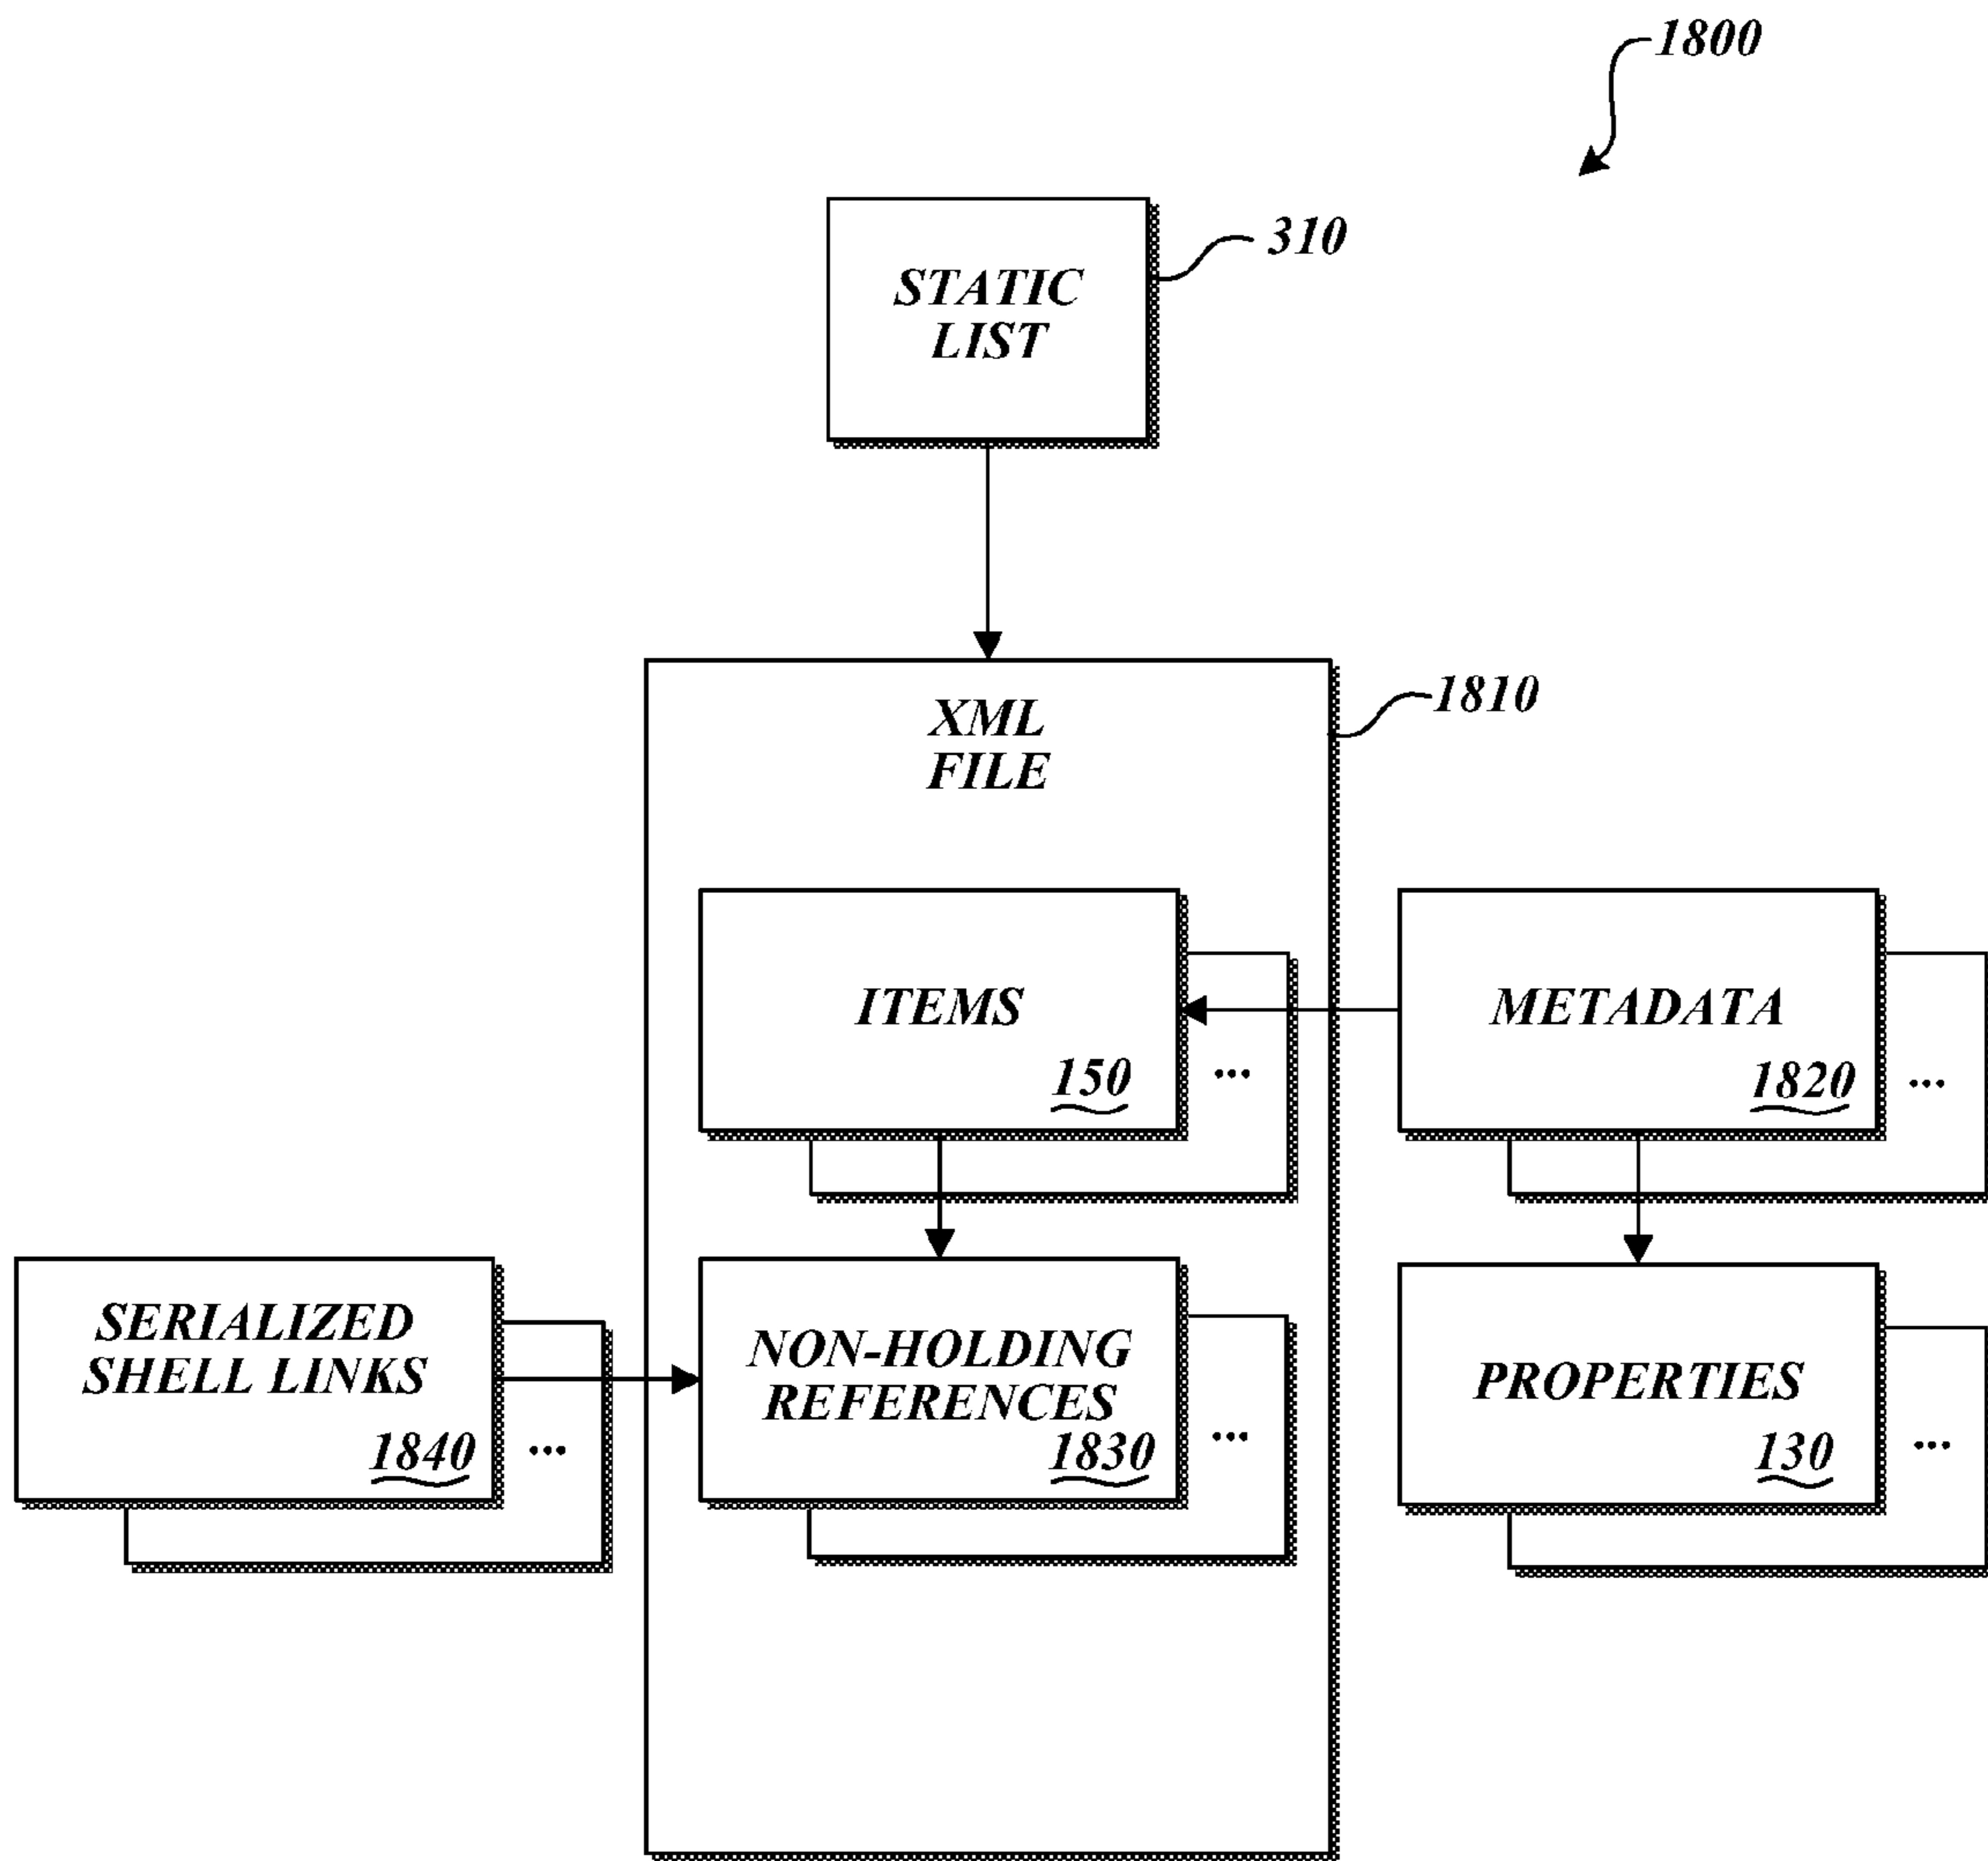 1800
310
STATIC
LIST
1810
XML
FILE
ITEMS
150
...
METADATA
1820
...
SERIALIZED
SHELL LINKS
1840
...
NON-HOLDING
REFERENCES
1830
...
PROPERTIES
130
...